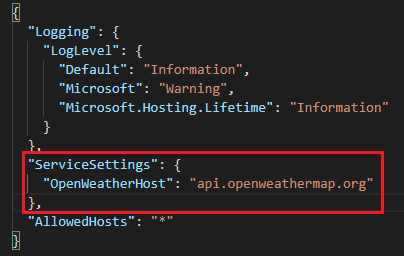 {
  "Logging": {
    "LogLevel": {
      "Default": "Information",
      "Microsoft": "Warning",
      "Microsoft.Hosting.Lifetime": "Information"
    }
  },
  "ServiceSettings": {
    "OpenWeatherHost": "api.openweathermap.org"
  },
  "AllowedHosts": "*"
}